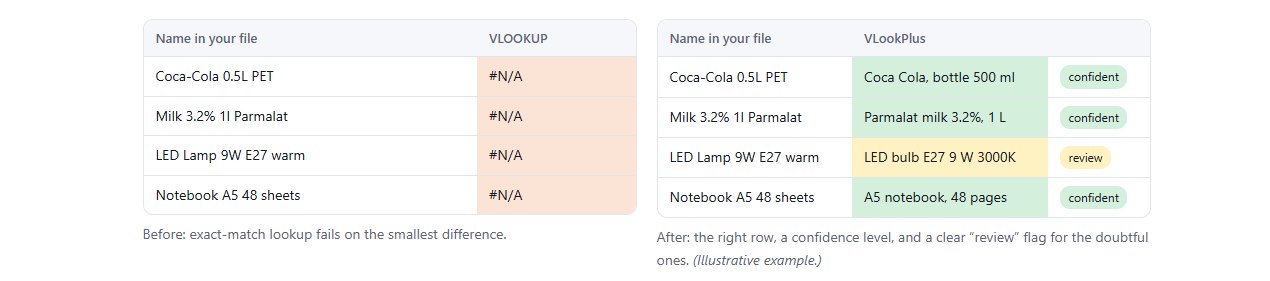 Name in your file VLOOKUP
Coca-Cola 0.5L PET #N/A
Milk 3.2% 1l Parmalat #N/A
LED Lamp 9W E27 warm #N/A
Notebook A5 48 sheets #N/A
Before: exact-match lookup fails on the smallest difference.
Name in your file VLookPlus
Coca-Cola 0.5L PET Coca Cola, bottle 500 ml confident
Milk 3.2% 1l Parmalat Parmalat milk 3.2%, 1 L confident
LED Lamp 9W E27 warm LED bulb E27 9 W 3000K review
Notebook A5 48 sheets A5 notebook, 48 pages confident
After: the right row, a confidence level, and a clear “review” flag for the doubtful
ones. (Illustrative example.)